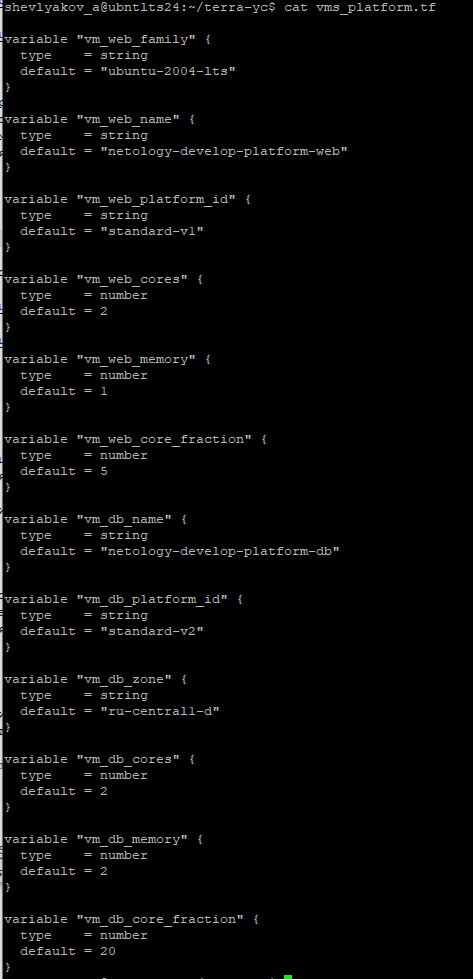 shevlyakov_a@ubntlts24:~/terra-yc$ cat vms_platform.tf
variable "vm_web_family" {
  type    = string
  default = "ubuntu-2004-lts"
}

variable "vm_web_name" {
  type    = string
  default = "netology-develop-platform-web"
}

variable "vm_web_platform_id" {
  type    = string
  default = "standard-v1"
}

variable "vm_web_cores" {
  type    = number
  default = 2
}

variable "vm_web_memory" {
  type    = number
  default = 1
}

variable "vm_web_core_fraction" {
  type    = number
  default = 5
}

variable "vm_db_name" {
  type    = string
  default = "netology-develop-platform-db"
}

variable "vm_db_platform_id" {
  type    = string
  default = "standard-v2"
}

variable "vm_db_zone" {
  type    = string
  default = "ru-central1-d"
}

variable "vm_db_cores" {
  type    = number
  default = 2
}

variable "vm_db_memory" {
  type    = number
  default = 2
}

variable "vm_db_core_fraction" {
  type    = number
  default = 20
}